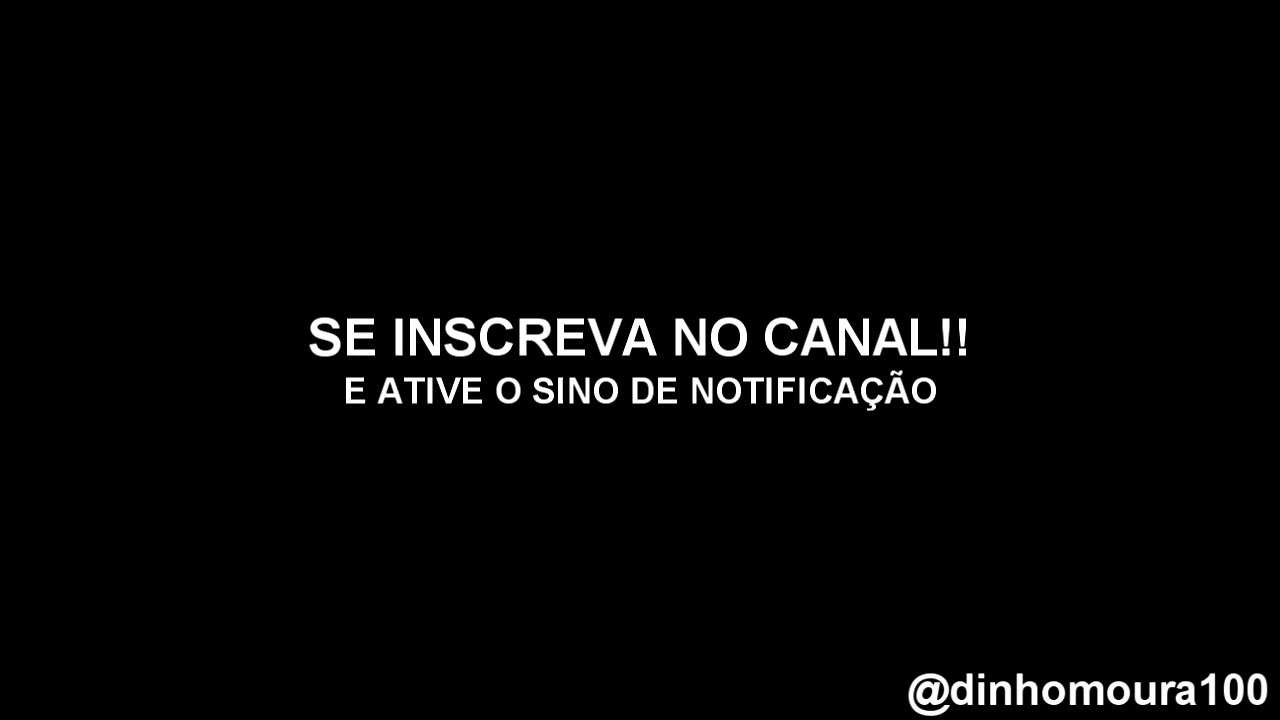 SE INSCREVA NO CANAL!!
E ATIVE O SINO DE NOTIFICAÇÃO
@dinhomoura100